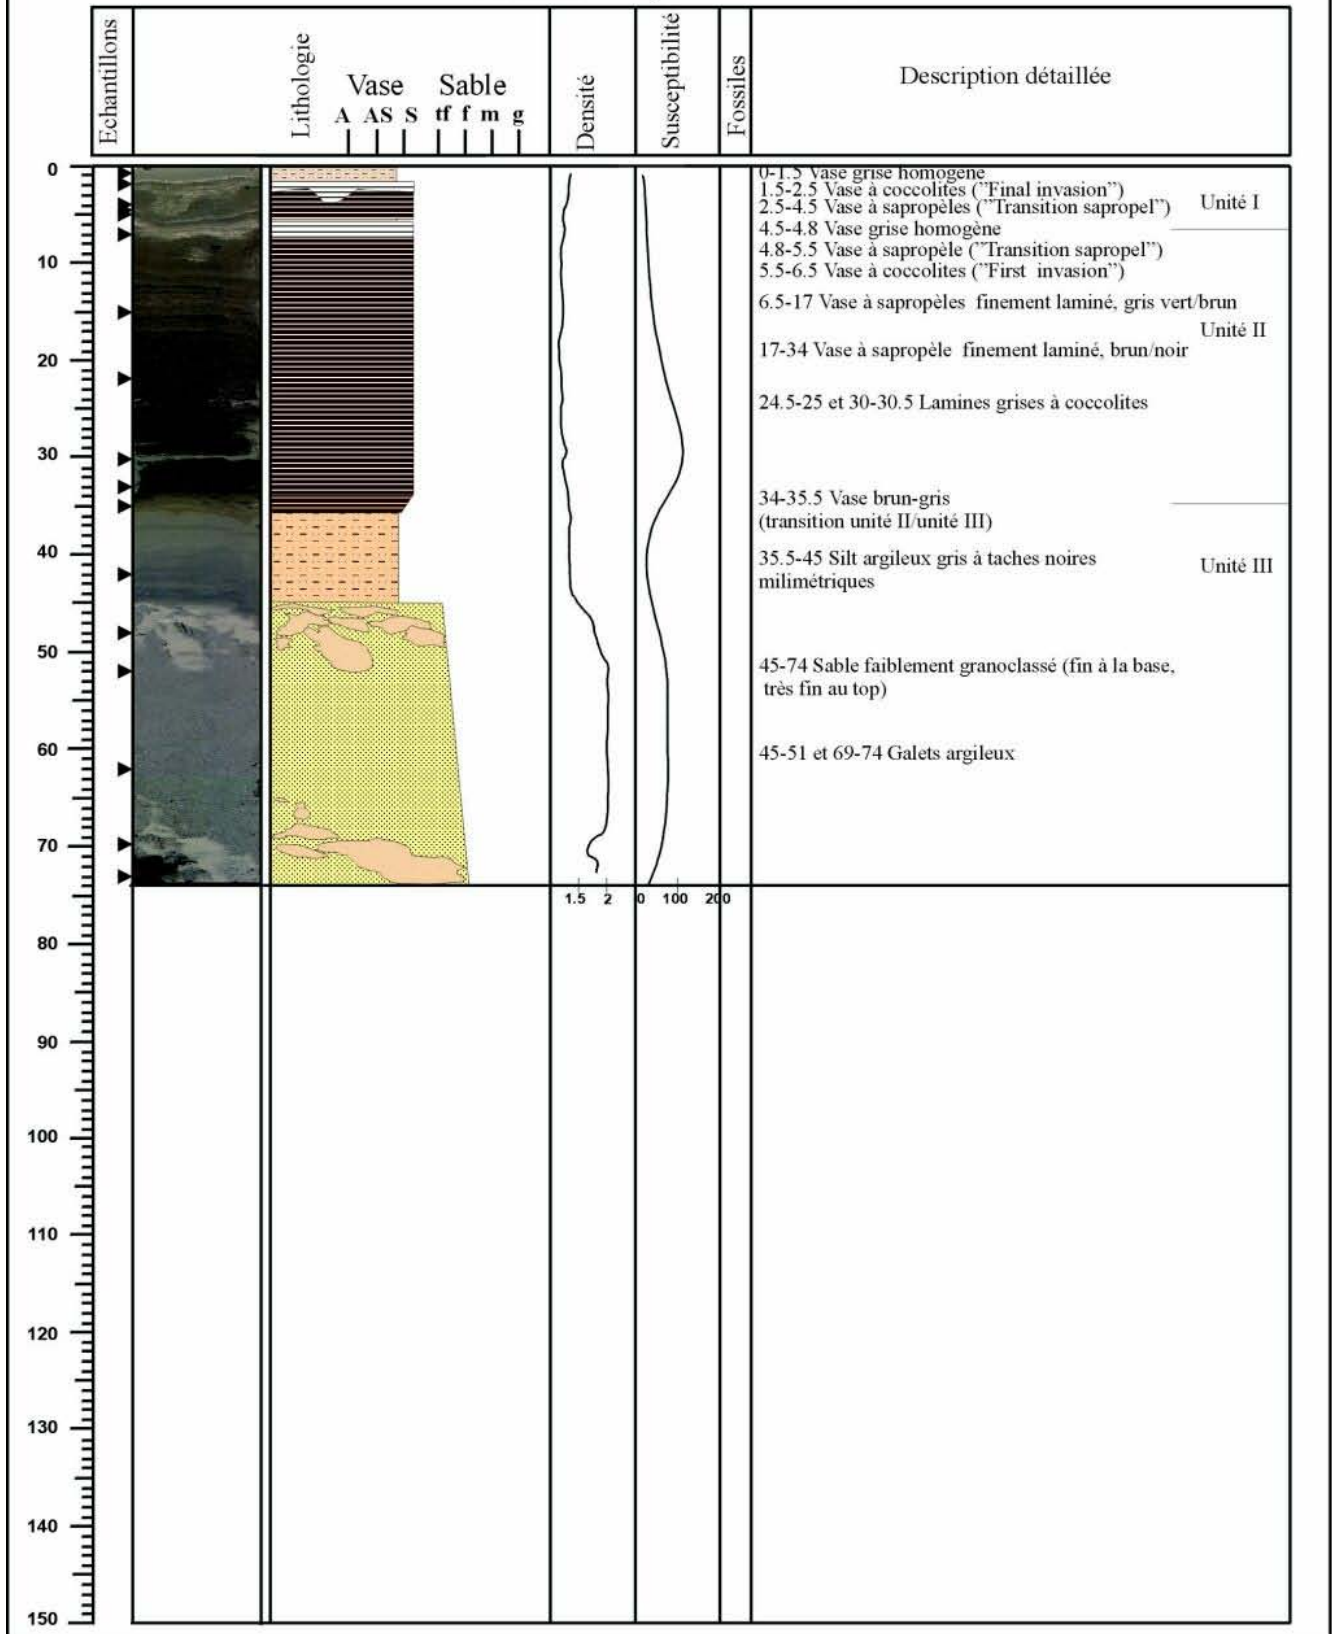 Echantillons
Lithologie
Vase
Sable
A AS S tf f m g
Densité
Susceptibilité
Fossiles
Description détaillée
0
10
20
30
40
50
60
70
80
90
100
110
120
130
140
150
0-1.5 Vase grise homogène
1.5-2.5 Vase à coccolites ("Final invasion")
2.5-4.5 Vase à sapropèles ("Transition sapropel")
Unité I
4.5-4.8 Vase grise homogène
4.8-5.5 Vase à sapropèle ("Transition sapropel")
5.5-6.5 Vase à coccolites ("First invasion")
6.5-17 Vase à sapropèles finement laminé, gris vert/brun
Unité II
17-34 Vase à sapropèle finement laminé, brun/noir
24.5-25 et 30-30.5 Lamines grises à coccolites
34-35.5 Vase brun-gris
(transition unité II/unité III)
35.5-45 Silt argileux gris à taches noires
milimétriques
Unité III
45-74 Sable faiblement granoclassé (fin à la base,
très fin au top)
45-51 et 69-74 Galets argileux
1.5 2
0 100 200